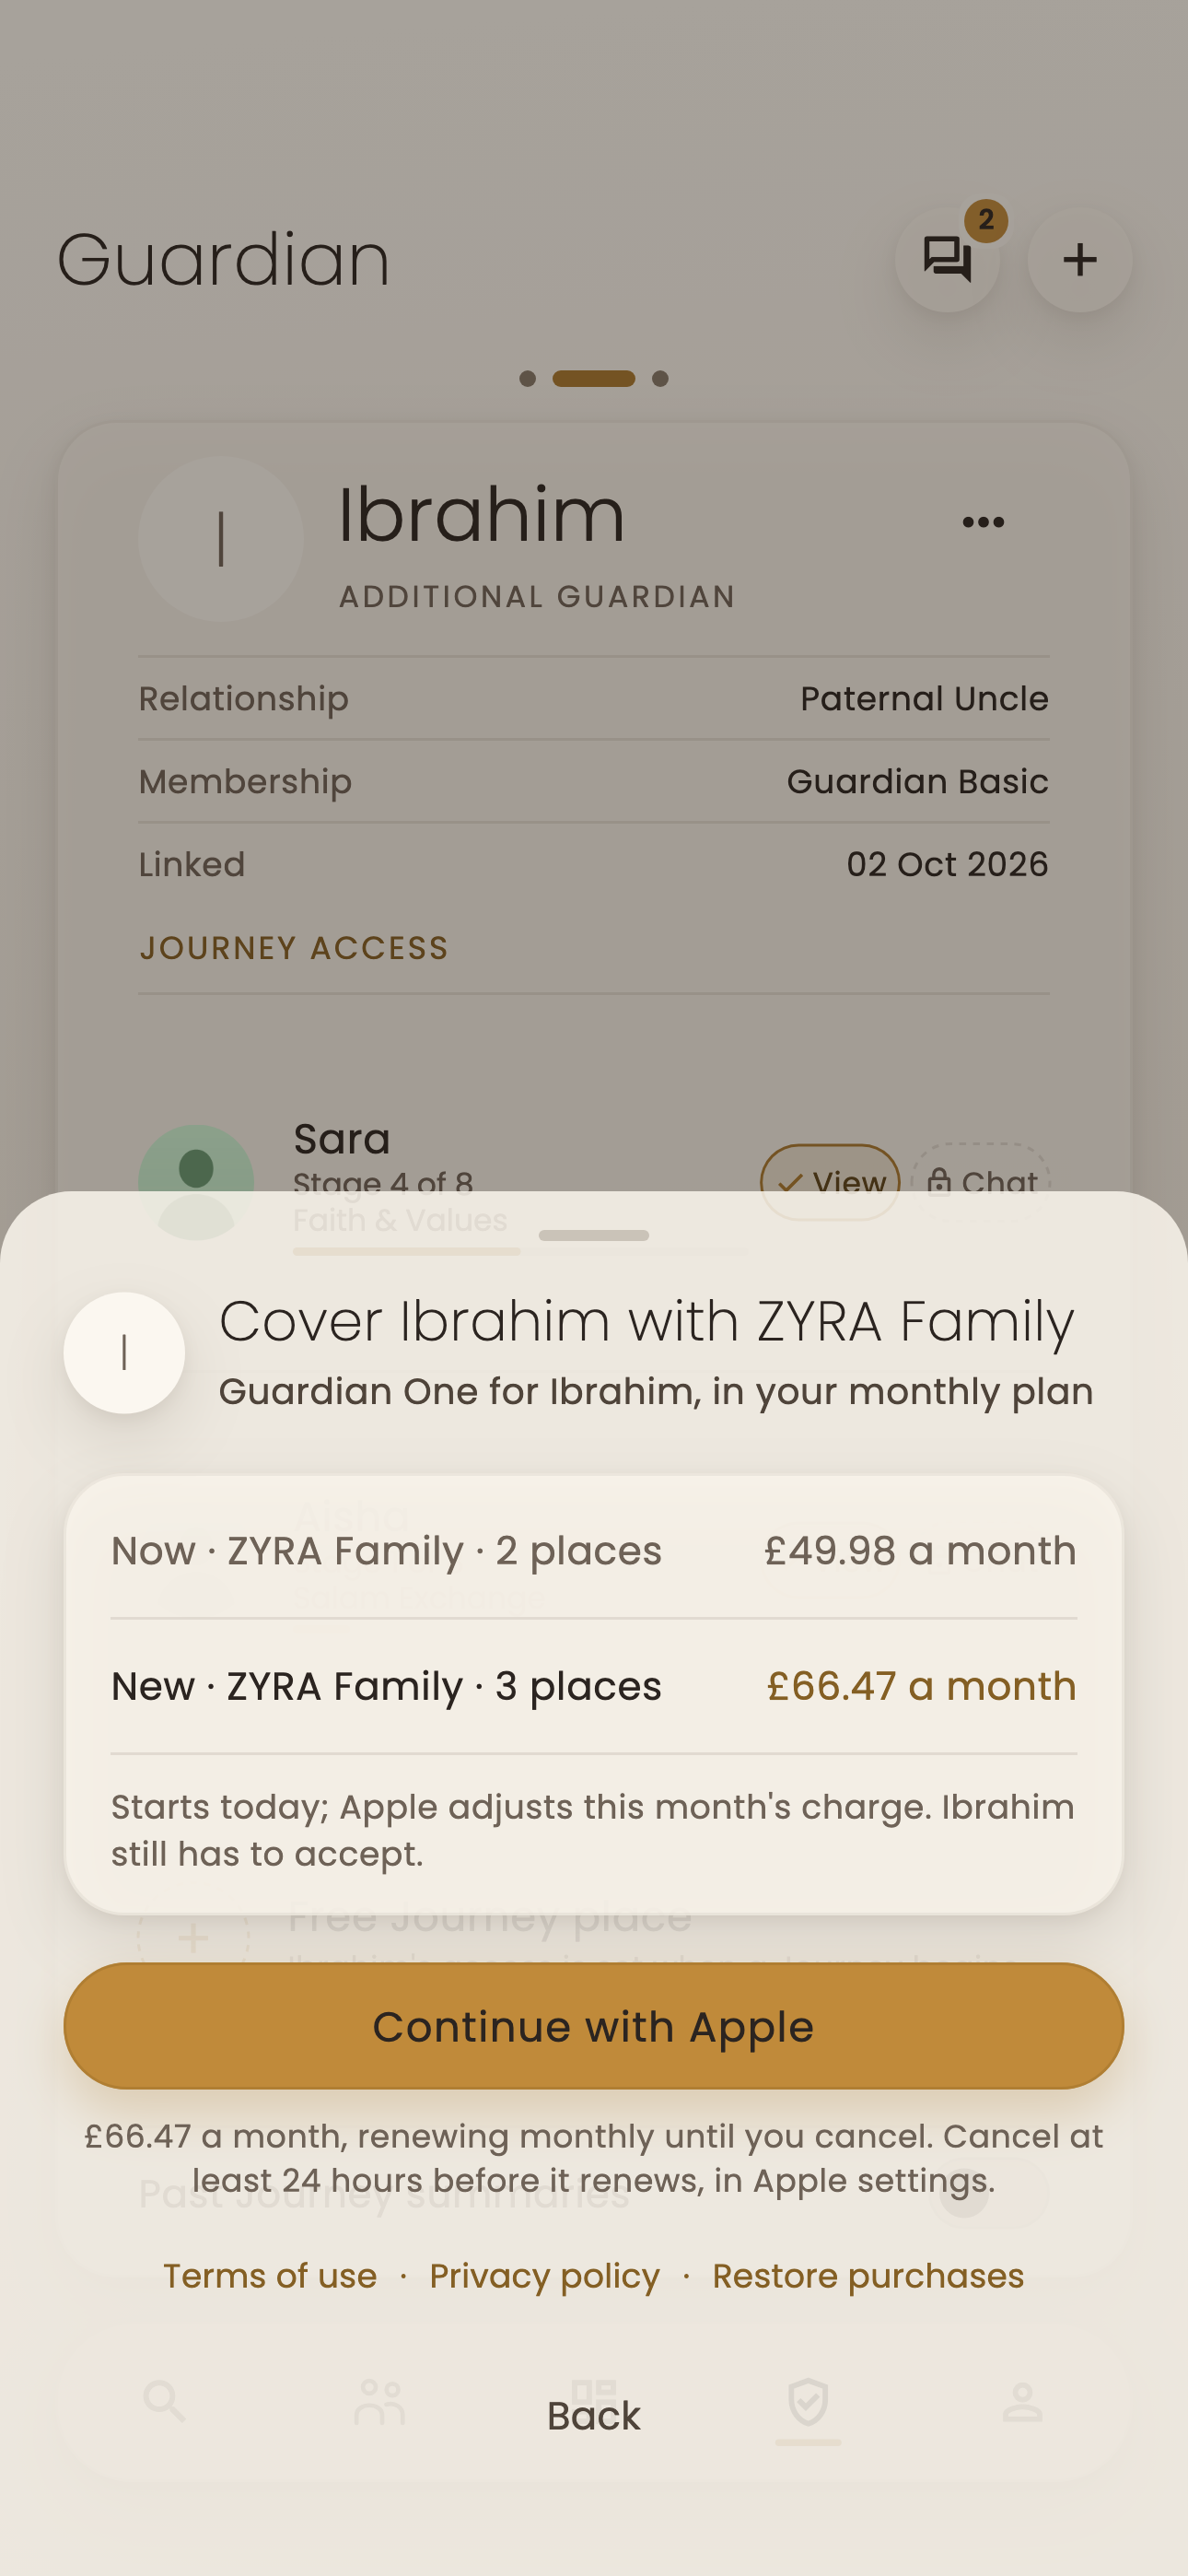 Guardian
2
I
Ibrahim
ADDITIONAL GUARDIAN
Relationship
Paternal Uncle
Membership
Guardian Basic
Linked
02 Oct 2026
JOURNEY ACCESS
Sara
Stage 4 of 8
Faith & Values
View
Chat
I
Cover Ibrahim with ZYRA Family
Guardian One for Ibrahim, in your monthly plan
Aisha
Now · ZYRA Family · 2 places
£49.98 a month
New · ZYRA Family · 3 places
£66.47 a month
Starts today; Apple adjusts this month's charge. Ibrahim
still has to accept.
Free Journey place
Continue with Apple
£66.47 a month, renewing monthly until you cancel. Cancel at
least 24 hours before it renews, in Apple settings.
Past Journey summaries
Terms of use · Privacy policy · Restore purchases
Back